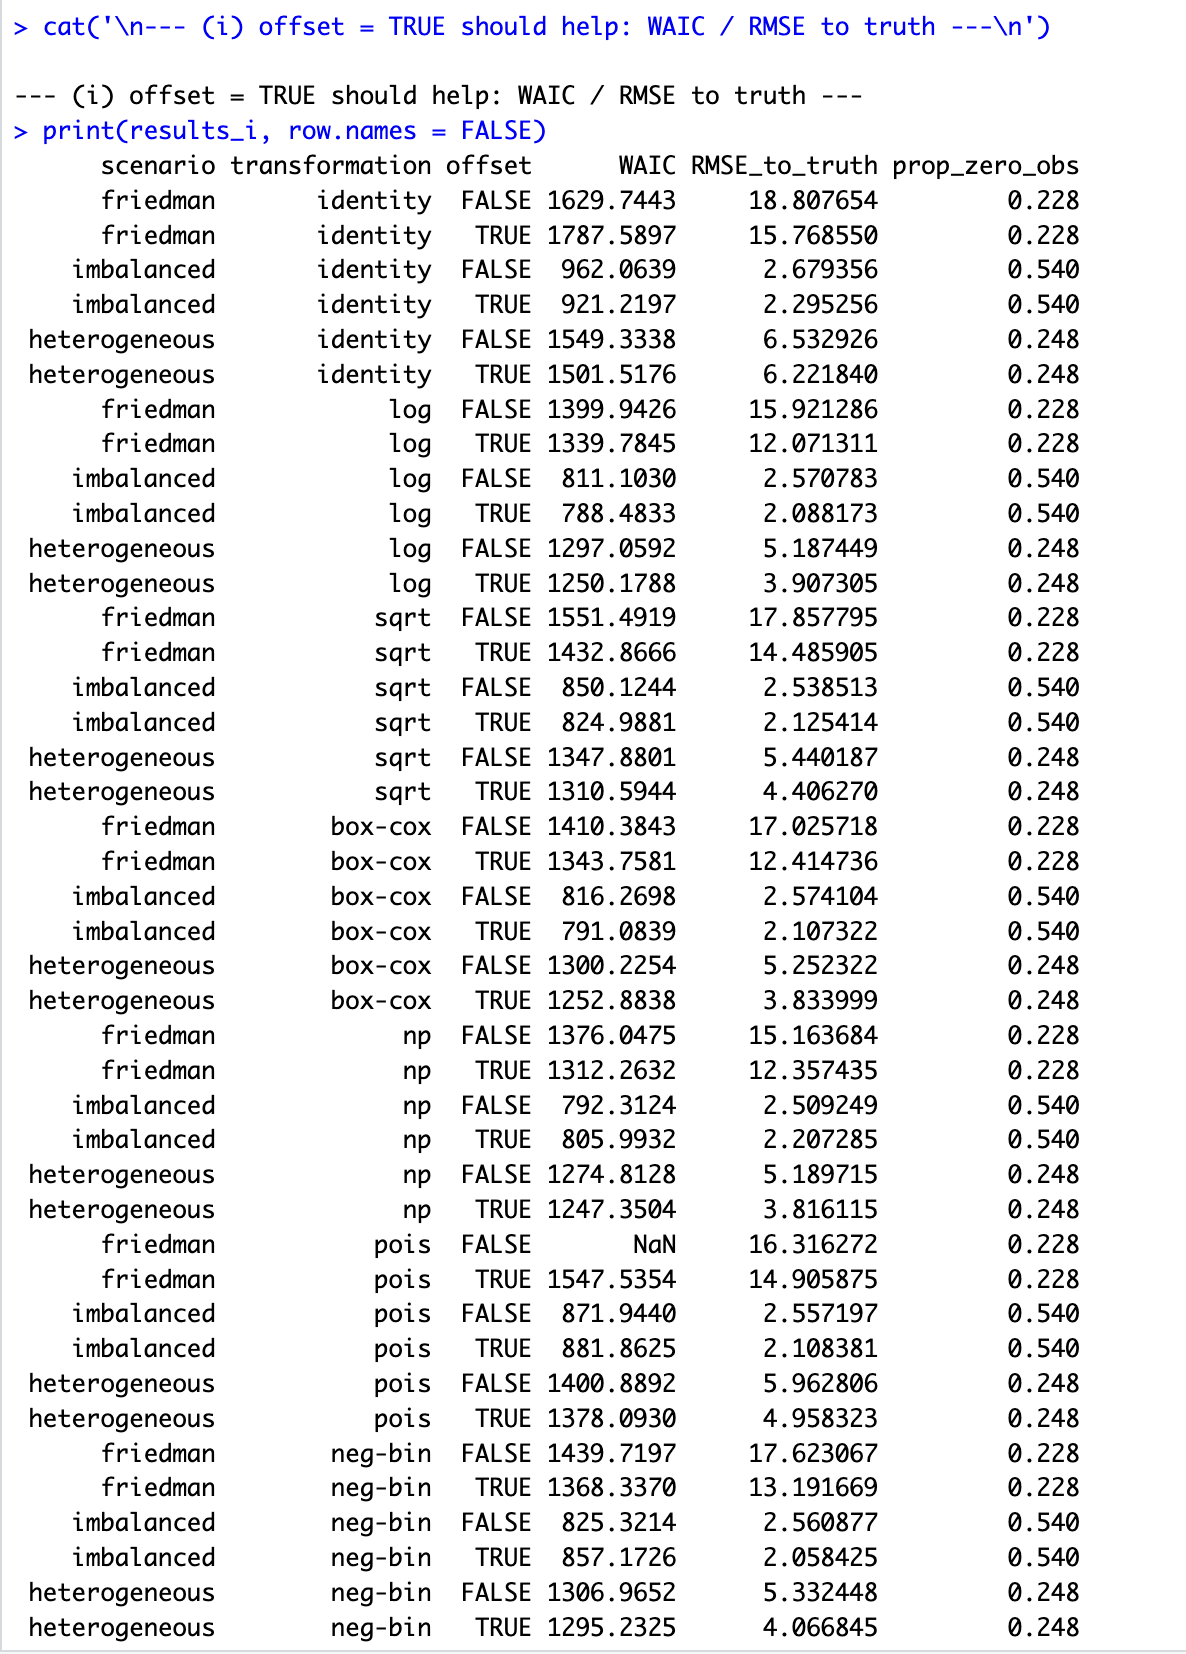 > cat('\n--- (i) offset = TRUE should help: WAIC / RMSE to truth ---\n')

--- (i) offset = TRUE should help: WAIC / RMSE to truth ---
> print(results_i, row.names = FALSE)
      scenario transformation offset      WAIC RMSE_to_truth prop_zero_obs
      friedman       identity  FALSE 1629.7443     18.807654         0.228
      friedman       identity   TRUE 1787.5897     15.768550         0.228
    imbalanced       identity  FALSE  962.0639      2.679356         0.540
    imbalanced       identity   TRUE  921.2197      2.295256         0.540
 heterogeneous       identity  FALSE 1549.3338      6.532926         0.248
 heterogeneous       identity   TRUE 1501.5176      6.221840         0.248
      friedman            log  FALSE 1399.9426     15.921286         0.228
      friedman            log   TRUE 1339.7845     12.071311         0.228
    imbalanced            log  FALSE  811.1030      2.570783         0.540
    imbalanced            log   TRUE  788.4833      2.088173         0.540
 heterogeneous            log  FALSE 1297.0592      5.187449         0.248
 heterogeneous            log   TRUE 1250.1788      3.907305         0.248
      friedman           sqrt  FALSE 1551.4919     17.857795         0.228
      friedman           sqrt   TRUE 1432.8666     14.485905         0.228
    imbalanced           sqrt  FALSE  850.1244      2.538513         0.540
    imbalanced           sqrt   TRUE  824.9881      2.125414         0.540
 heterogeneous           sqrt  FALSE 1347.8801      5.440187         0.248
 heterogeneous           sqrt   TRUE 1310.5944      4.406270         0.248
      friedman        box-cox  FALSE 1410.3843     17.025718         0.228
      friedman        box-cox   TRUE 1343.7581     12.414736         0.228
    imbalanced        box-cox  FALSE  816.2698      2.574104         0.540
    imbalanced        box-cox   TRUE  791.0839      2.107322         0.540
 heterogeneous        box-cox  FALSE 1300.2254      5.252322         0.248
 heterogeneous        box-cox   TRUE 1252.8838      3.833999         0.248
      friedman             np  FALSE 1376.0475     15.163684         0.228
      friedman             np   TRUE 1312.2632     12.357435         0.228
    imbalanced             np  FALSE  792.3124      2.509249         0.540
    imbalanced             np   TRUE  805.9932      2.207285         0.540
 heterogeneous             np  FALSE 1274.8128      5.189715         0.248
 heterogeneous             np   TRUE 1247.3504      3.816115         0.248
      friedman           pois  FALSE       NaN     16.316272         0.228
      friedman           pois   TRUE 1547.5354     14.905875         0.228
    imbalanced           pois  FALSE  871.9440      2.557197         0.540
    imbalanced           pois   TRUE  881.8625      2.108381         0.540
 heterogeneous           pois  FALSE 1400.8892      5.962806         0.248
 heterogeneous           pois   TRUE 1378.0930      4.958323         0.248
      friedman        neg-bin  FALSE 1439.7197     17.623067         0.228
      friedman        neg-bin   TRUE 1368.3370     13.191669         0.228
    imbalanced        neg-bin  FALSE  825.3214      2.560877         0.540
    imbalanced        neg-bin   TRUE  857.1726      2.058425         0.540
 heterogeneous        neg-bin  FALSE 1306.9652      5.332448         0.248
 heterogeneous        neg-bin   TRUE 1295.2325      4.066845         0.248